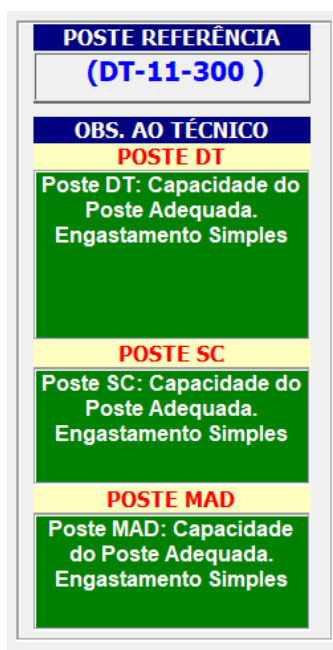 POSTE REFERÊNCIA
(DT-11-300 )
OBS. AO TÉCNICO
POSTE DT
Poste DT: Capacidade do
Poste Adequada.
Engastamento Simples
POSTE SC
Poste SC: Capacidade do
Poste Adequada.
Engastamento Simples
POSTE MAD
Poste MAD: Capacidade
do Poste Adequada.
Engastamento Simples